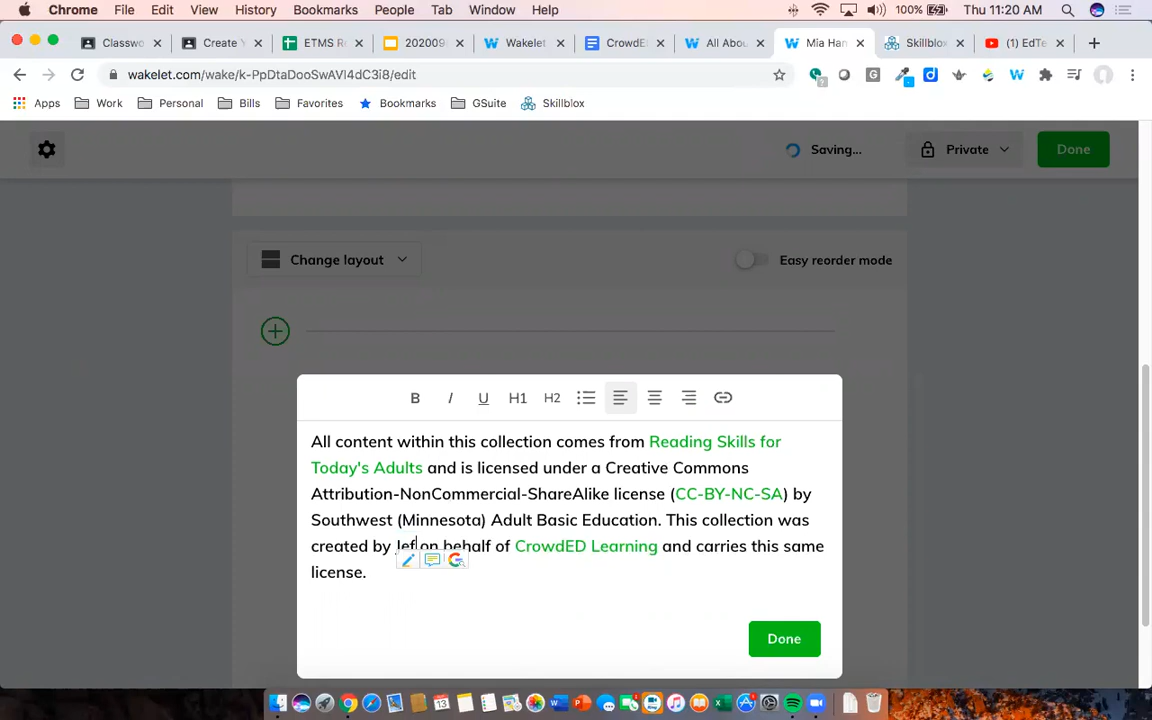 Chrome File Edit View History Bookmarks People Tab Window Help 100% Thu 11:20 AM
Classwo Create Y ETMS R 202009 Wakelet CrowdE All Abou Mia Han Skillblox (1) EdTe
wakelet.com/wake/k-PpDtaDooSwAVl4dC3i8/edit
Apps Work Personal Bills Favorites Bookmarks GSuite Skillblox
Saving... Private Done
Change layout Easy reorder mode
B I U H1 H2
All content within this collection comes from Reading Skills for
Today's Adults and is licensed under a Creative Commons
Attribution-NonCommercial-ShareAlike license (CC-BY-NC-SA) by
Southwest (Minnesota) Adult Basic Education. This collection was
created by Jef on behalf of CrowdED Learning and carries this same
license.
Done